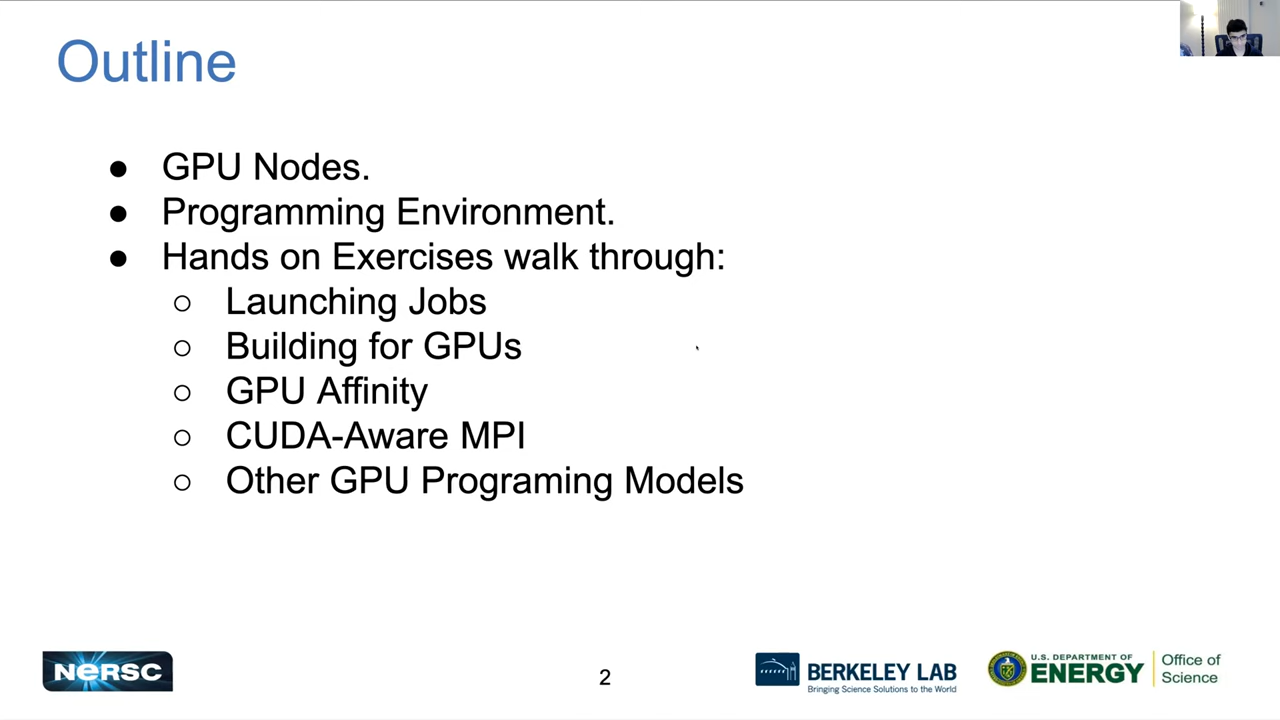 Outline
● GPU Nodes.
● Programming Environment.
● Hands on Exercises walk through:
○ Launching Jobs
○ Building for GPUs
○ GPU Affinity
○ CUDA-Aware MPI
○ Other GPU Programing Models
NERSC
2
BERKELEY LAB
Bringing Science Solutions to the World
U.S. DEPARTMENT OF
ENERGY
Office of
Science